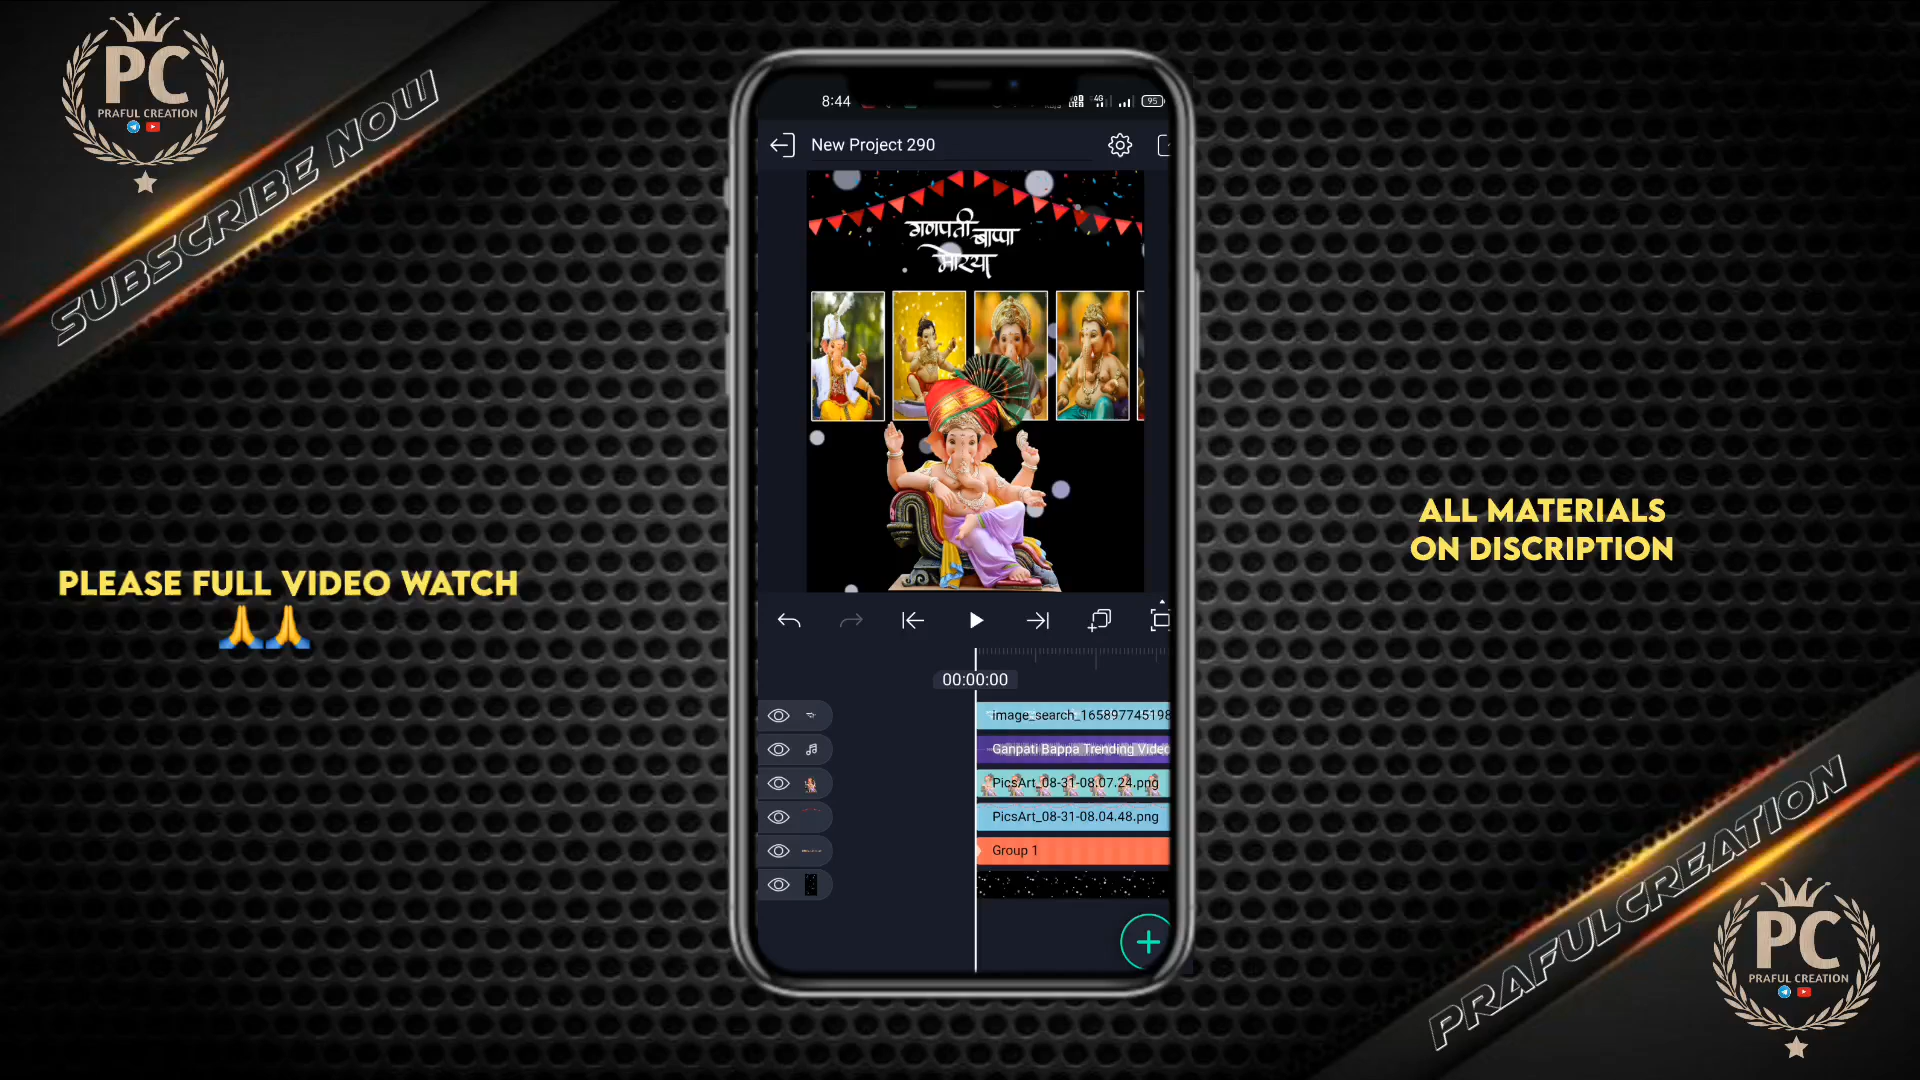 PC
PRAFUL CREATION
SUBSCRIBE NOW
8:44
4G
95
New Project 290
गणपती बाप्पा
मोरया
PLEASE FULL VIDEO WATCH
🙏🙏
ALL MATERIALS
ON DISCRIPTION
00:00:00
image_search_165897745198
Ganpati Bappa Trending Video
PicsArt_08-31-08.07.24.png
PicsArt_08-31-08.04.48.png
Group 1
PRAFULCREATION
PC
PRAFUL CREATION